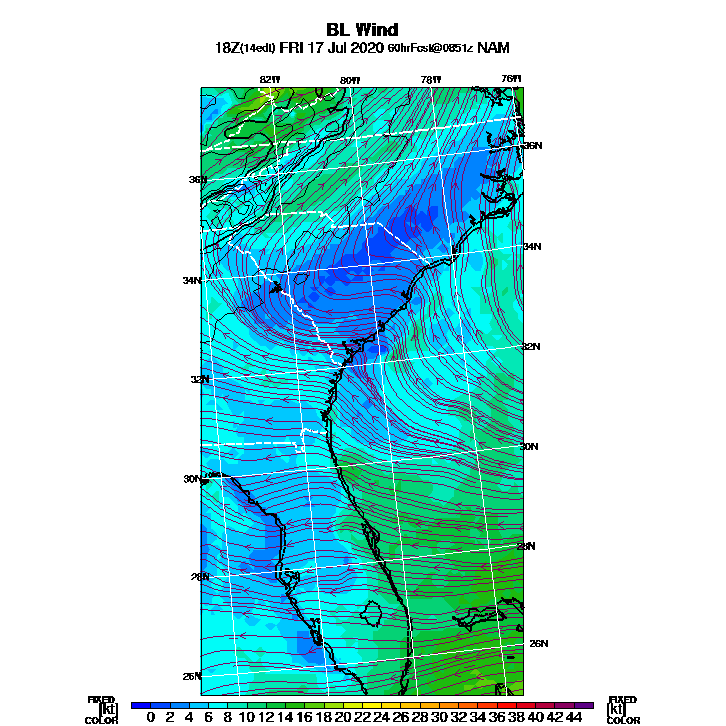 BL Wind
18Z(14edt) FRI 17 Jul 2020 60hrFcst@0851z NAM
82W 80W 78W 76W
36N
36N
34N
34N
32N
32N
30N
30N
28N
28N
26N
26N
FIXED FIXED
[kt] 0 2 4 6 8 10 12 14 16 18 20 22 24 26 28 30 32 34 36 38 40 42 44 [kt]
COLOR COLOR